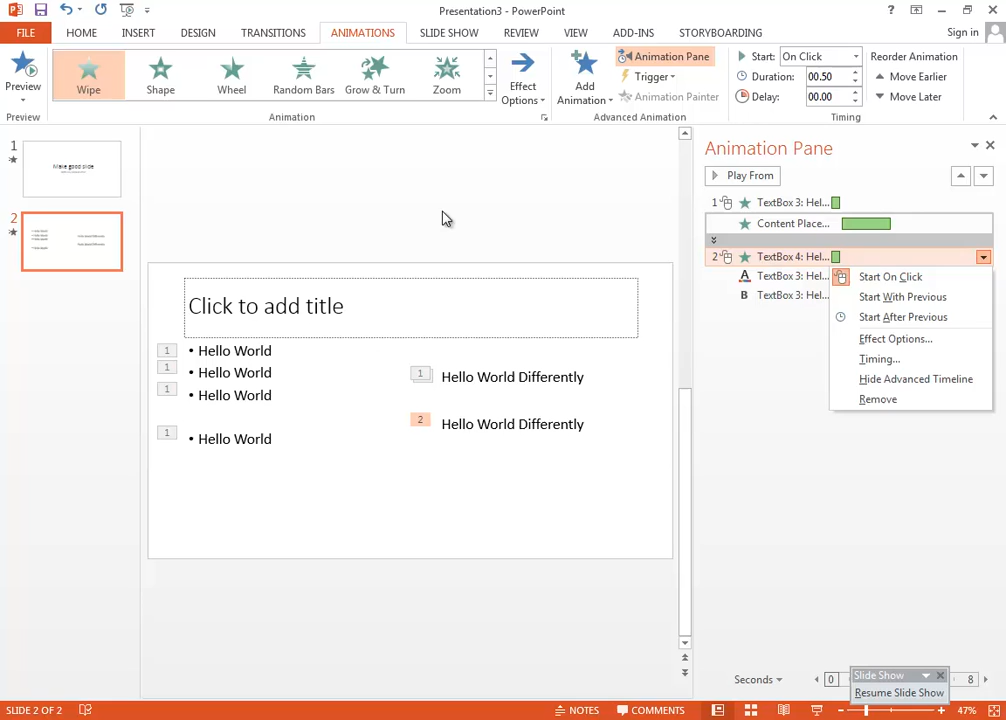 Presentation3 - PowerPoint
FILE HOME INSERT DESIGN TRANSITIONS ANIMATIONS SLIDE SHOW REVIEW VIEW ADD-INS STORYBOARDING Sign in
Preview
Wipe Shape Wheel Random Bars Grow & Turn Zoom
Effect Options
Add Animation
Animation Pane
Trigger
Animation Painter
Start: On Click
Duration: 00.50
Delay: 00.00
Reorder Animation
Move Earlier
Move Later
Preview Animation Advanced Animation Timing
1
Make good slide
2
Click to add title
1 • Hello World
1 • Hello World
1 • Hello World
1 • Hello World
1 Hello World Differently
2 Hello World Differently
Animation Pane
Play From
1 TextBox 3: Hel...
Content Place...
2 TextBox 4: Hel...
A TextBox 3: Hel...
B TextBox 3: Hel...
Start On Click
Start With Previous
Start After Previous
Effect Options...
Timing...
Hide Advanced Timeline
Remove
Seconds 0 8
Slide Show
Resume Slide Show
SLIDE 2 OF 2 NOTES COMMENTS 47%